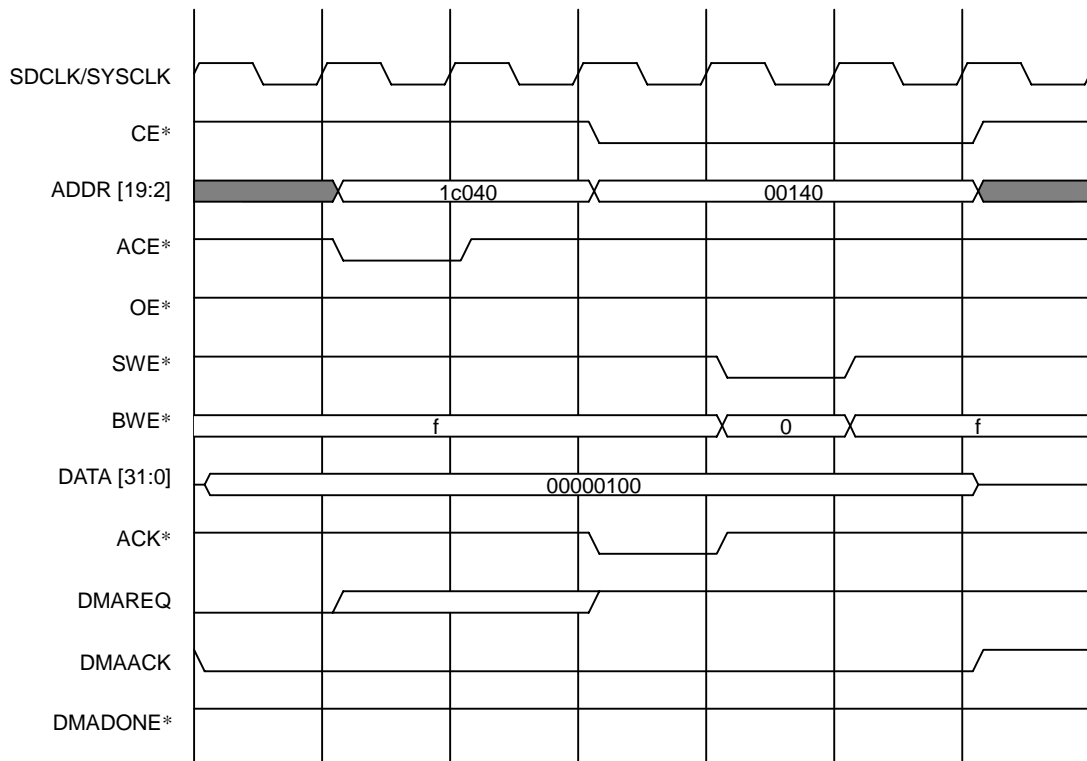 SDCLK/SYSCLK
CE*
ADDR [19:2]
1c040
00140
ACE*
OE*
SWE*
BWE*
f
0
f
DATA [31:0]
00000100
ACK*
DMAREQ
DMAACK
DMADONE*